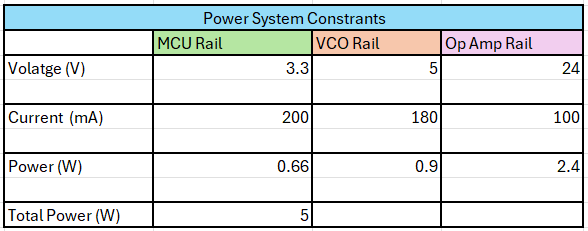 Power System Constrants
MCU Rail VCO Rail Op Amp Rail
Volatge (V) 3.3 5 24
Current (mA) 200 180 100
Power (W) 0.66 0.9 2.4
Total Power (W) 5